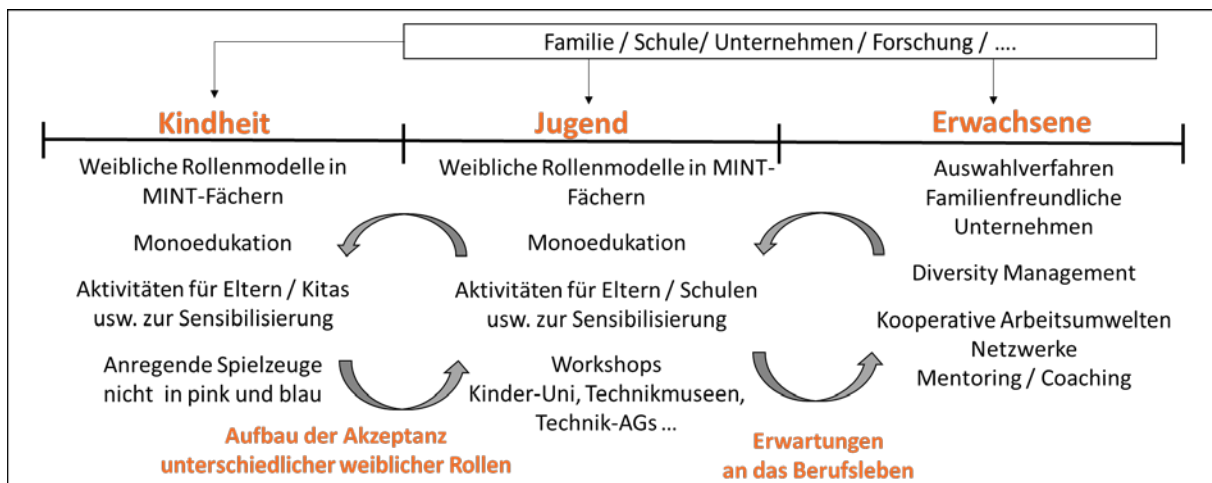 Familie / Schule/ Unternehmen / Forschung / ....
Kindheit
Weibliche Rollenmodelle in
MINT-Fächern
Monoedukation
Aktivitäten für Eltern / Kitas
usw. zur Sensibilisierung
Anregende Spielzeuge
nicht in pink und blau
Aufbau der Akzeptanz
unterschiedlicher weiblicher Rollen
Jugend
Weibliche Rollenmodelle in MINT-
Fächern
Monoedukation
Aktivitäten für Eltern / Schulen
usw. zur Sensibilisierung
Workshops
Kinder-Uni, Technikmuseen,
Technik-AGs ...
Erwartungen
an das Berufsleben
Erwachsene
Auswahlverfahren
Familienfreundliche
Unternehmen
Diversity Management
Kooperative Arbeitsumwelten
Netzwerke
Mentoring / Coaching